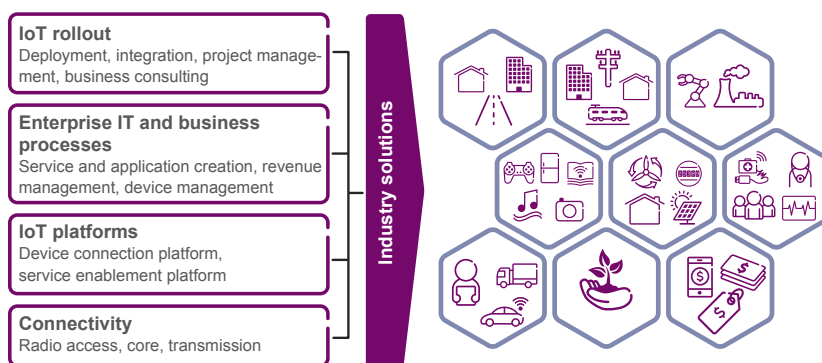 IoT rollout
Deployment, integration, project manage-
ment, business consulting
Enterprise IT and business
processes
Service and application creation, revenue
management, device management
IoT platforms
Device connection platform,
service enablement platform
Connectivity
Radio access, core, transmission
Industry solutions
$
$
$